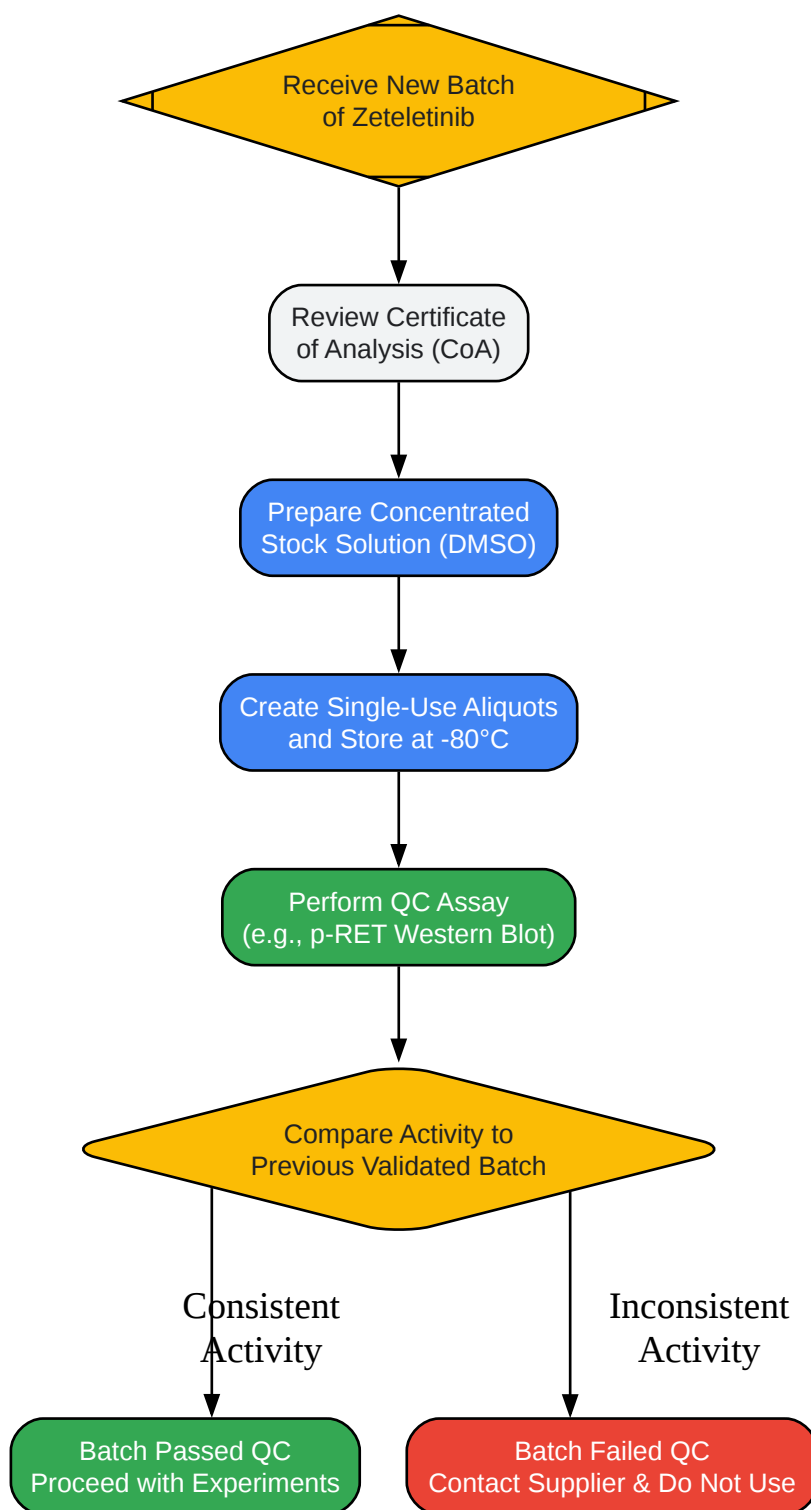 Receive New Batch
of Zeteletinib
Review Certificate
of Analysis (CoA)
Prepare Concentrated
Stock Solution (DMSO)
Create Single-Use Aliquots
and Store at -80°C
Perform QC Assay
(e.g., p-RET Western Blot)
Compare Activity to
Previous Validated Batch
Consistent
Activity
Inconsistent
Activity
Batch Passed QC
Proceed with Experiments
Batch Failed QC
Contact Supplier & Do Not Use